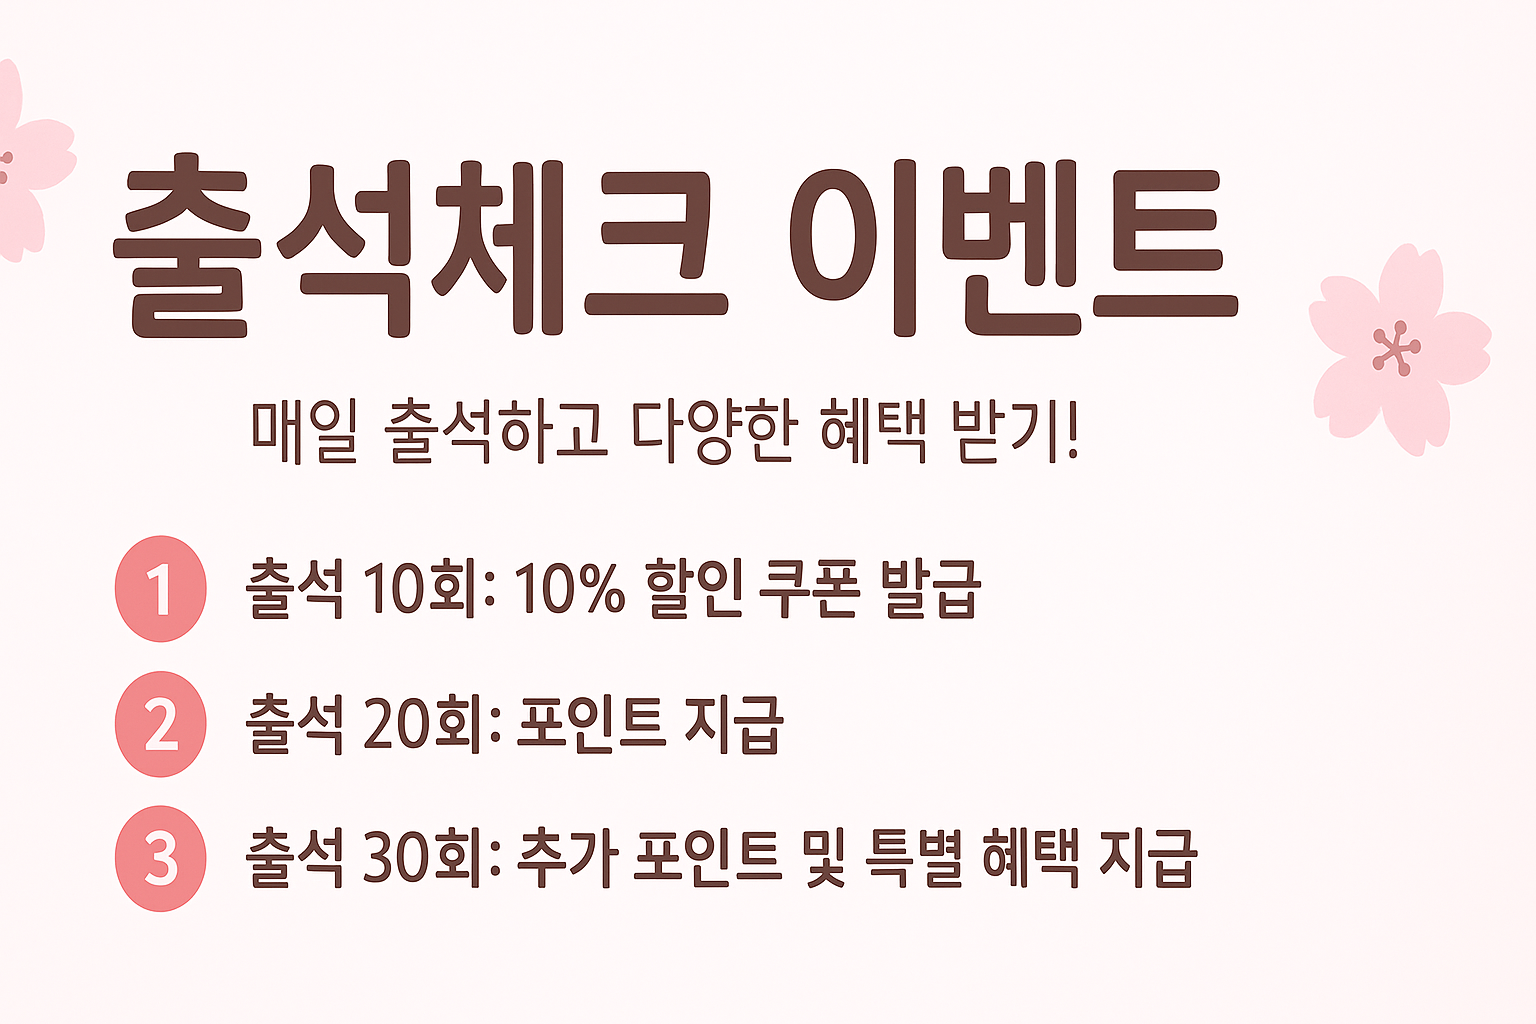 출석체크 이벤트
매일 출석하고 다양한 혜택 받기!
1 출석 10회: 10% 할인 쿠폰 발급
2 출석 20회: 포인트 지급
3 출석 30회: 추가 포인트 및 특별 혜택 지급